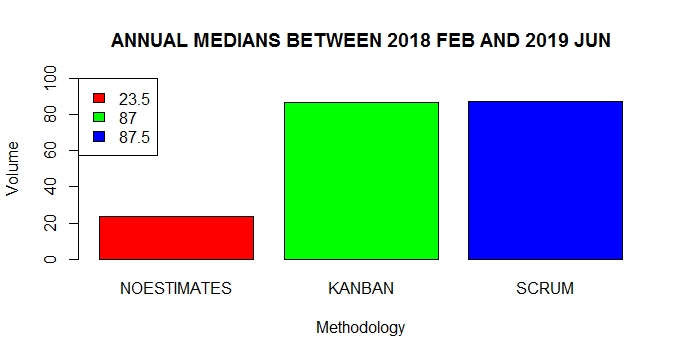 ANNUAL MEDIANS BETWEEN 2018 FEB AND 2019 JUN
Volume
100
80
60
40
20
0
23.5
87
87.5
NOESTIMATES KANBAN SCRUM
Methodology